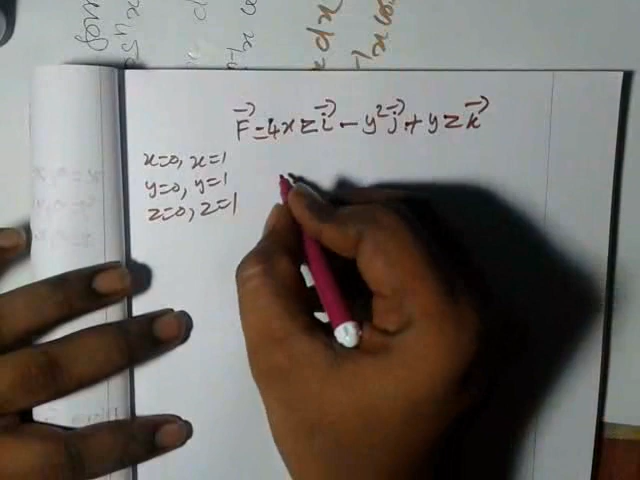 F⃗ = 4xz i⃗ - y² j⃗ + yz k⃗
x=0, x=1
y=0, y=1
z=0, z=1